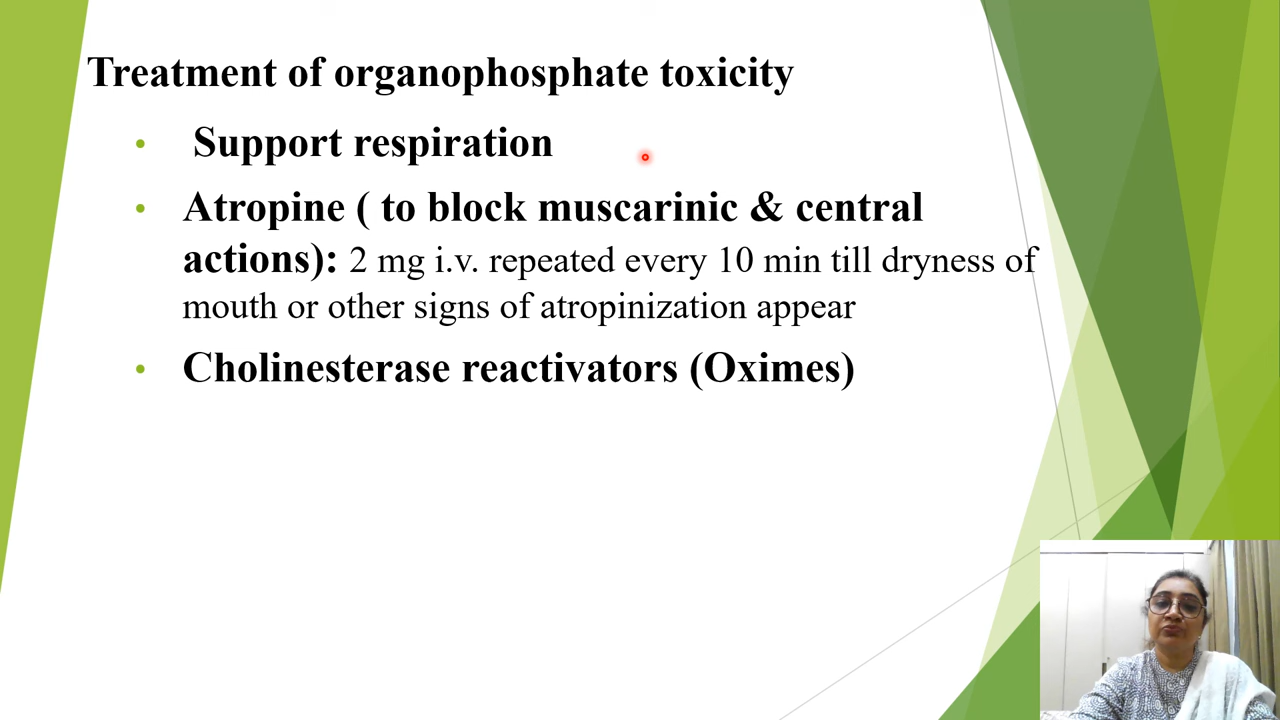 Treatment of organophosphate toxicity
• Support respiration
• Atropine ( to block muscarinic & central
actions): 2 mg i.v. repeated every 10 min till dryness of
mouth or other signs of atropinization appear
• Cholinesterase reactivators (Oximes)